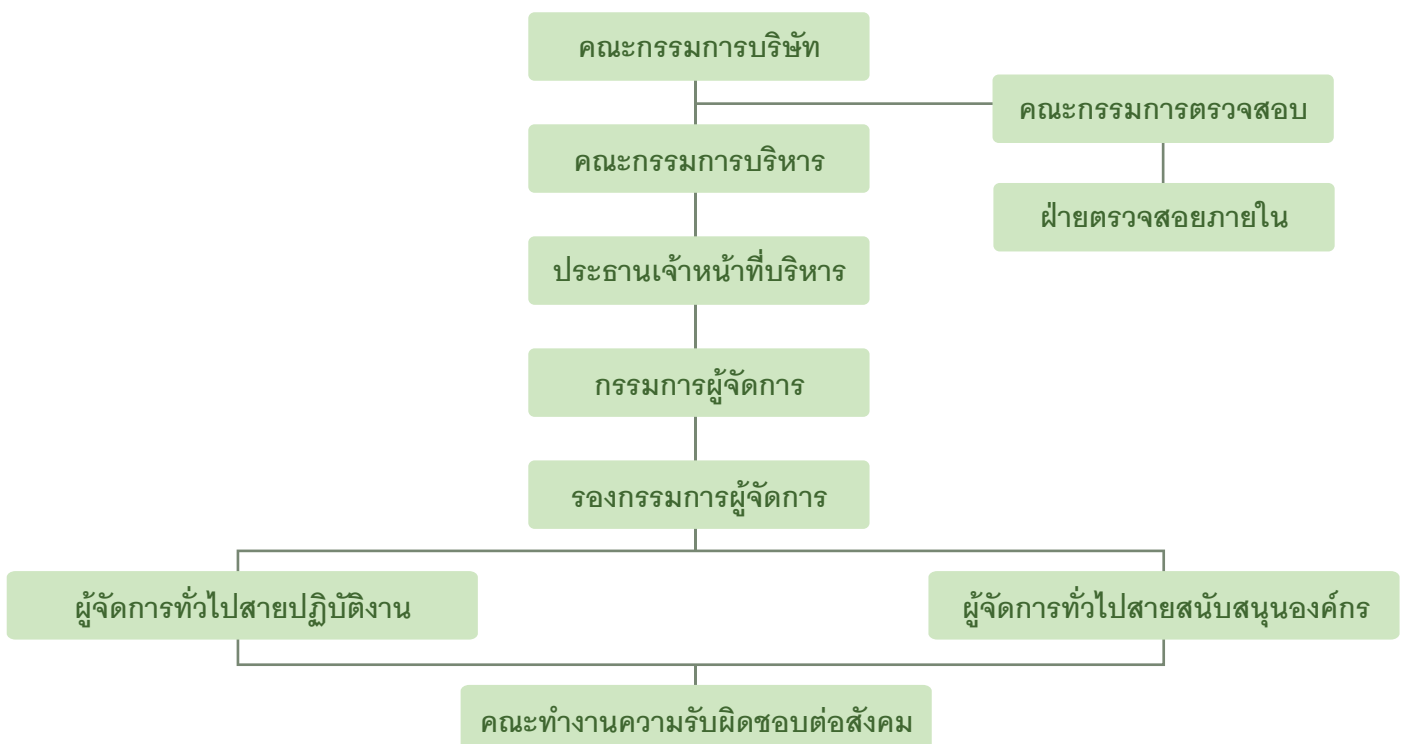 คณะกรรมการบริษัท
คณะกรรมการตรวจสอบ
คณะกรรมการบริหาร
ฝ่ายตรวจสอยภายใน
ประธานเจ้าหน้าที่บริหาร
กรรมการผู้จัดการ
รองกรรมการผู้จัดการ
ผู้จัดการทั่วไปสายปฏิบัติงาน
ผู้จัดการทั่วไปสายสนับสนุนองค์กร
คณะทำงานความรับผิดชอบต่อสังคม